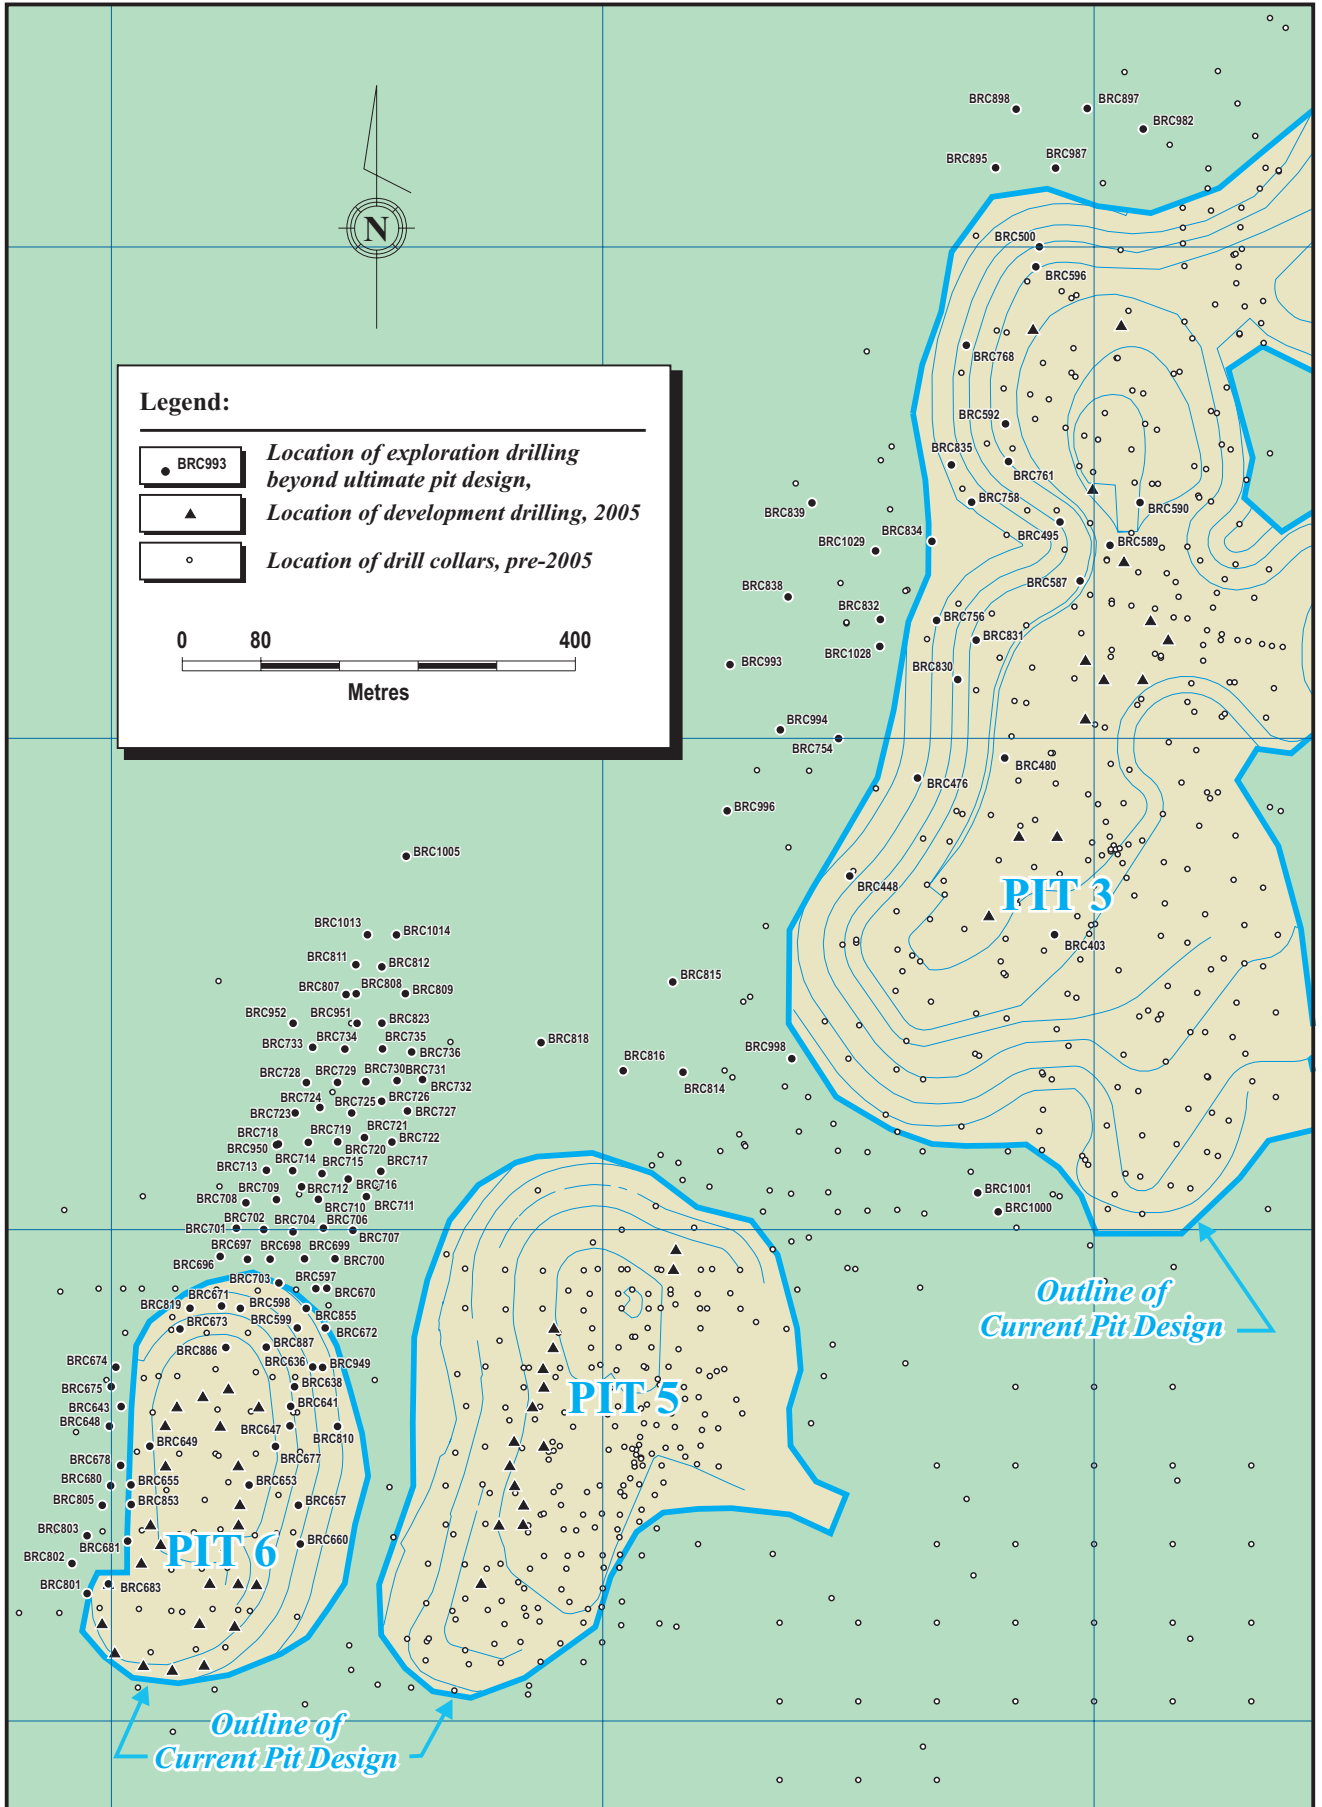 BRC898
BRC897
BRC982
BRC895
BRC987
N
BRC500
BRC596
BRC768
Legend:
BRC993
Location of exploration drilling
beyond ultimate pit design,
Location of development drilling, 2005
Location of drill collars, pre-2005
0 80 400
Metres
BRC592
BRC835
BRC761
BRC758
BRC839
BRC495
BRC590
BRC834
BRC1029
BRC589
BRC838
BRC587
BRC832
BRC756
BRC831
BRC1028
BRC993
BRC830
BRC994
BRC754
BRC480
BRC476
BRC996
BRC1005
BRC448
PIT 3
BRC403
BRC1013
BRC1014
BRC811
BRC812
BRC815
BRC807
BRC808
BRC809
BRC952
BRC951
BRC823
BRC733
BRC734
BRC735
BRC736
BRC818
BRC998
BRC816
BRC814
BRC728
BRC729
BRC730
BRC731
BRC732
BRC724
BRC725
BRC726
BRC723
BRC727
BRC718
BRC719
BRC721
BRC950
BRC720
BRC722
BRC713
BRC714
BRC715
BRC717
BRC709
BRC712
BRC716
BRC708
BRC710
BRC711
BRC1001
BRC1000
BRC701
BRC702
BRC704
BRC706
BRC707
BRC697
BRC698
BRC699
BRC696
BRC700
BRC703
BRC597
BRC670
BRC671
BRC819
BRC598
BRC855
BRC673
BRC599
BRC672
BRC886
BRC887
BRC674
BRC636
BRC949
BRC675
BRC638
BRC643
BRC641
BRC648
BRC647
BRC810
BRC649
BRC677
BRC678
BRC680
BRC655
BRC653
BRC805
BRC853
BRC657
BRC803
BRC681
BRC660
BRC802
BRC801
BRC683
PIT 6
PIT 5
Outline of
Current Pit Design
Outline of
Current Pit Design